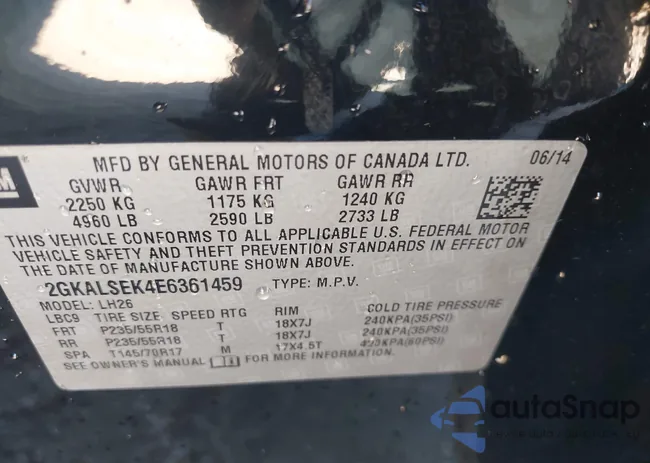 GM
MFD BY GENERAL MOTORS OF CANADA LTD. 06/14
GVWR GAWR FRT GAWR RR
2250 KG 1175 KG 1240 KG
4960 LB 2590 LB 2733 LB
THIS VEHICLE CONFORMS TO ALL APPLICABLE U.S. FEDERAL MOTOR
VEHICLE SAFETY AND THEFT PREVENTION STANDARDS IN EFFECT ON
THE DATE OF MANUFACTURE SHOWN ABOVE.
2GKALSEK4E6361459 TYPE: M.P.V.
MODEL: LH26
LBC9 TIRE SIZE SPEED RTG RIM COLD TIRE PRESSURE
FRT P235/55R18 T 18X7J 240KPA(35PSI)
RR P235/55R18 T 18X7J 240KPA(35PSI)
SPA T145/70R17 M 17X4.5T 420KPA(60PSI)
SEE OWNER'S MANUAL FOR MORE INFORMATION.
autoSnap